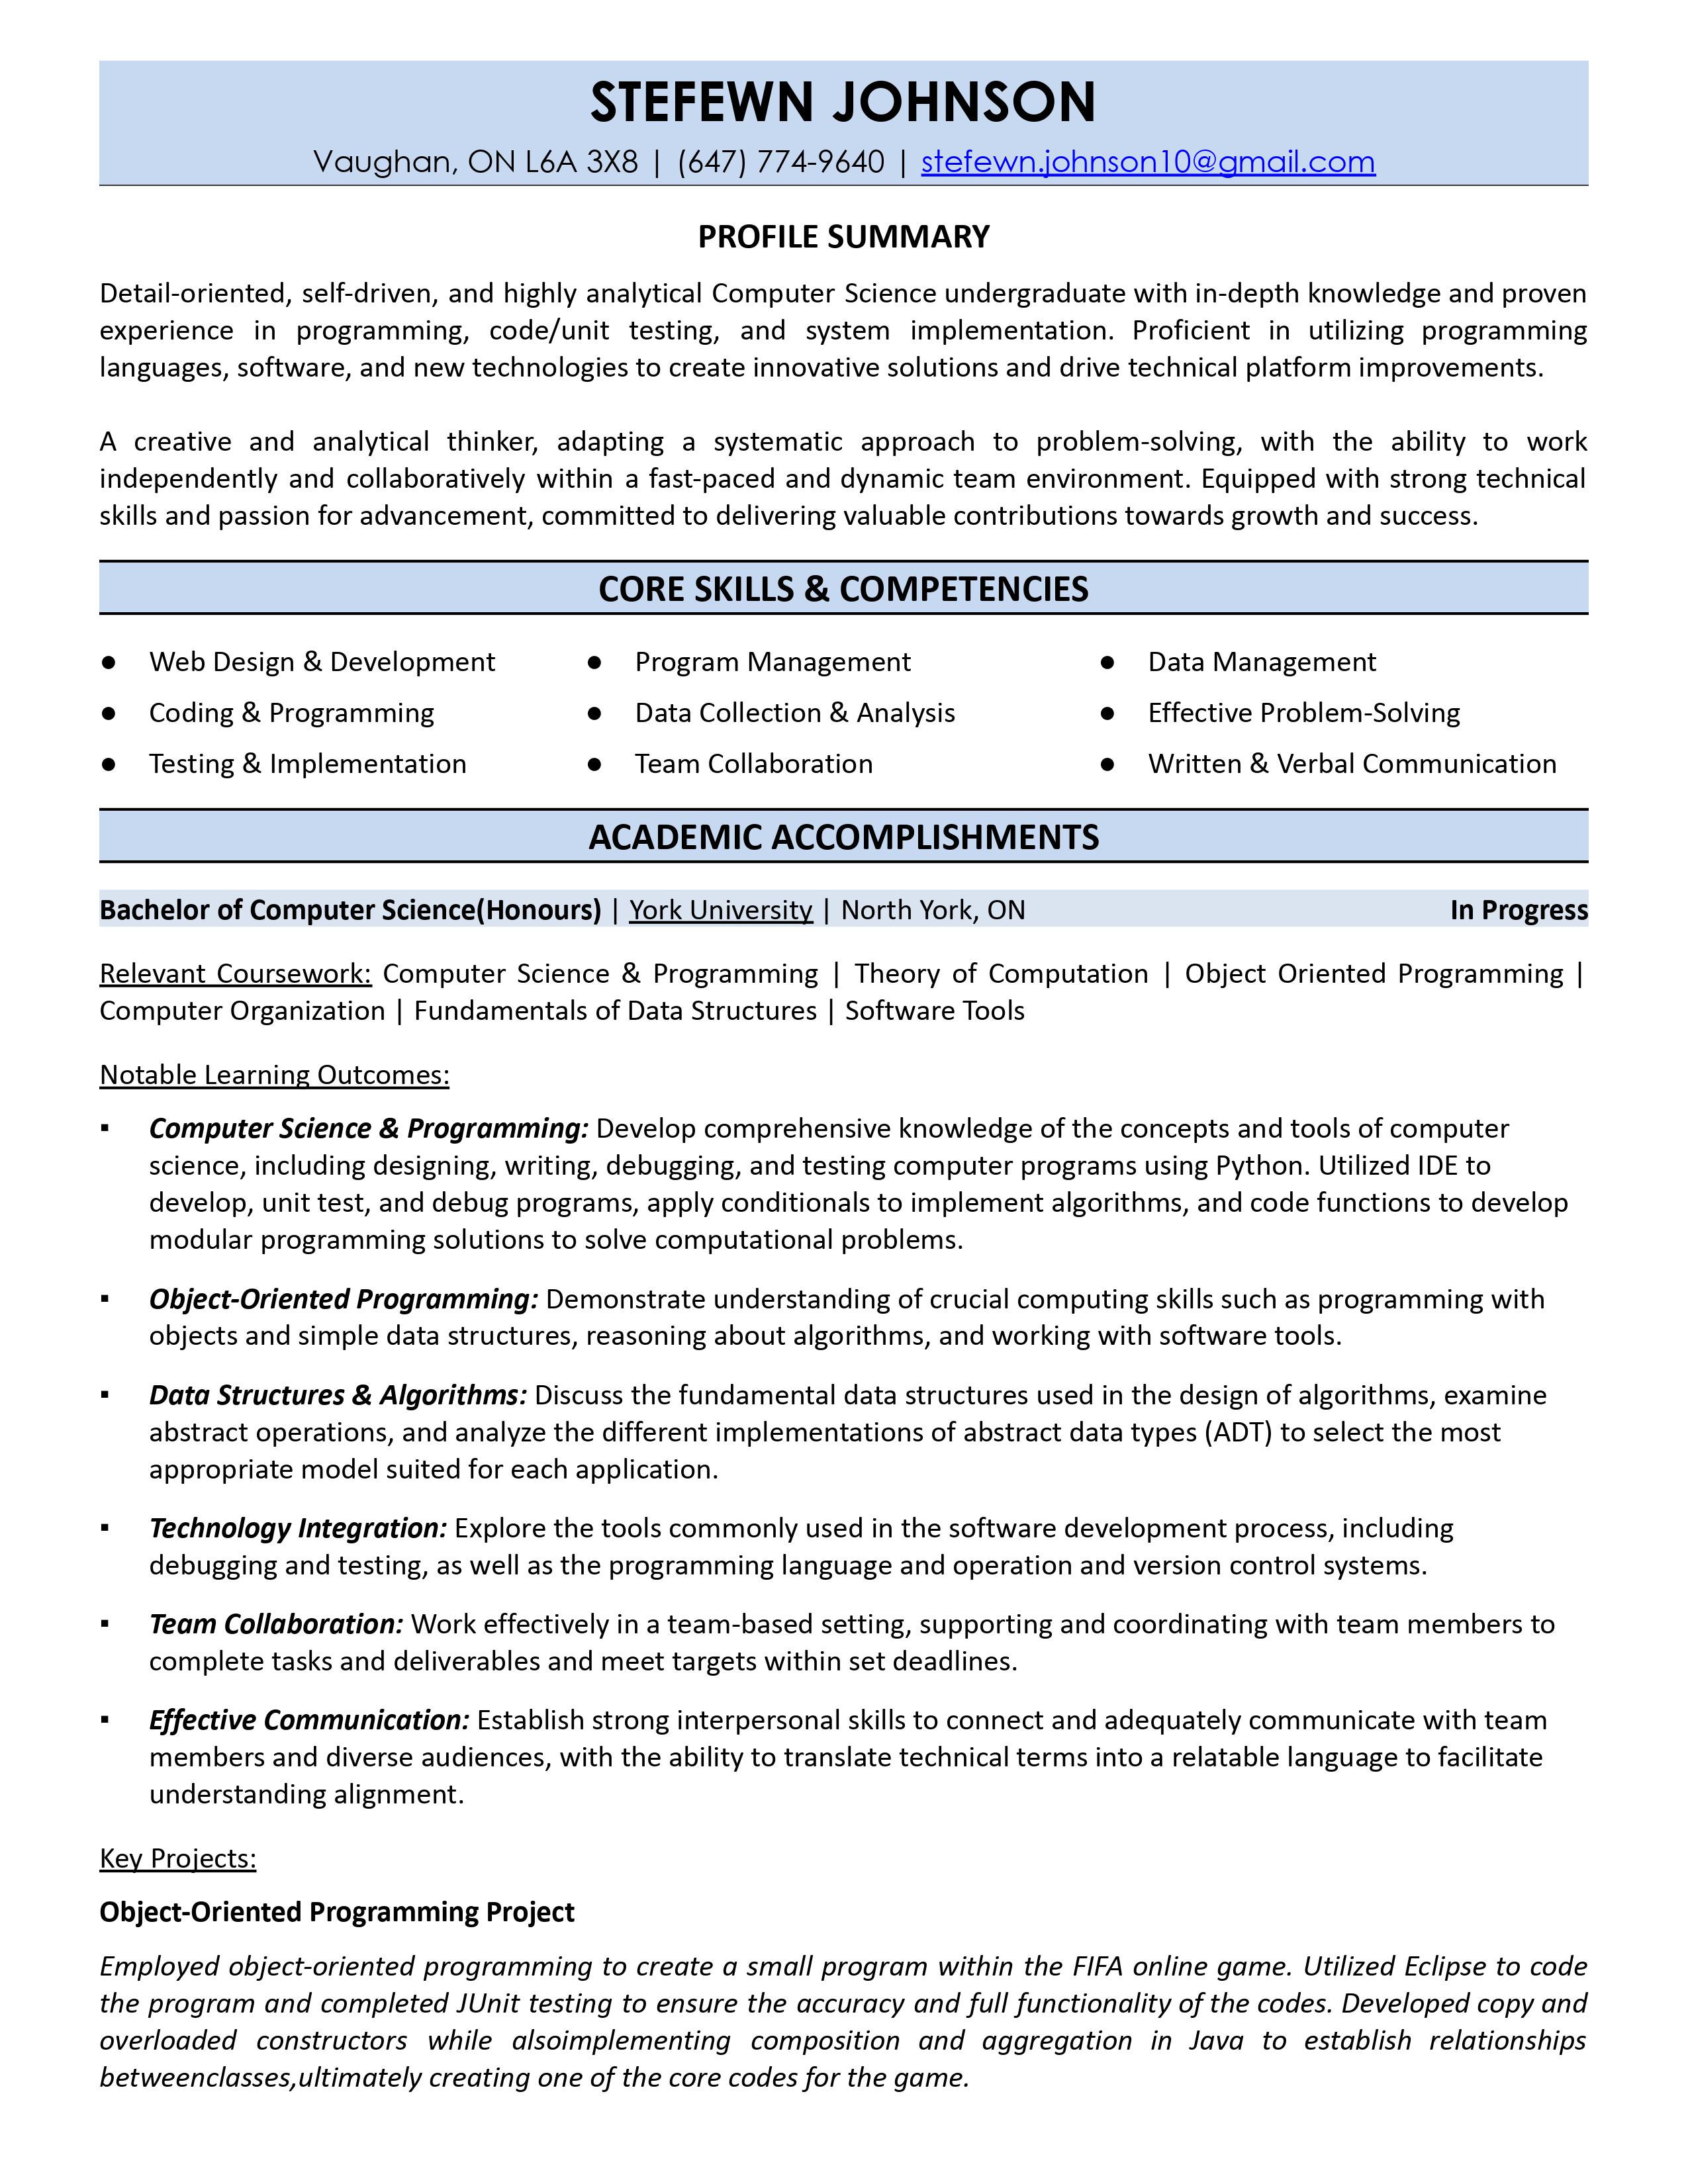 STEFEWN JOHNSON
Vaughan, ON L6A 3X8 | (647) 774-9640 | stefewn.johnson10@gmail.com
PROFILE SUMMARY
Detail-oriented, self-driven, and highly analytical Computer Science undergraduate with in-depth knowledge and proven
experience in programming, code/unit testing, and system implementation. Proficient in utilizing programming
languages, software, and new technologies to create innovative solutions and drive technical platform improvements.
A creative and analytical thinker, adapting a systematic approach to problem-solving, with the ability to work
independently and collaboratively within a fast-paced and dynamic team environment. Equipped with strong technical
skills and passion for advancement, committed to delivering valuable contributions towards growth and success.
CORE SKILLS & COMPETENCIES
● Web Design & Development ● Program Management ● Data Management
● Coding & Programming ● Data Collection & Analysis ● Effective Problem-Solving
● Testing & Implementation ● Team Collaboration ● Written & Verbal Communication
ACADEMIC ACCOMPLISHMENTS
Bachelor of Computer Science(Honours) | York University | North York, ON In Progress
Relevant Coursework: Computer Science & Programming | Theory of Computation | Object Oriented Programming |
Computer Organization | Fundamentals of Data Structures | Software Tools
Notable Learning Outcomes:
▪ Computer Science & Programming: Develop comprehensive knowledge of the concepts and tools of computer
science, including designing, writing, debugging, and testing computer programs using Python. Utilized IDE to
develop, unit test, and debug programs, apply conditionals to implement algorithms, and code functions to develop
modular programming solutions to solve computational problems.
▪ Object-Oriented Programming: Demonstrate understanding of crucial computing skills such as programming with
objects and simple data structures, reasoning about algorithms, and working with software tools.
▪ Data Structures & Algorithms: Discuss the fundamental data structures used in the design of algorithms, examine
abstract operations, and analyze the different implementations of abstract data types (ADT) to select the most
appropriate model suited for each application.
▪ Technology Integration: Explore the tools commonly used in the software development process, including
debugging and testing, as well as the programming language and operation and version control systems.
▪ Team Collaboration: Work effectively in a team-based setting, supporting and coordinating with team members to
complete tasks and deliverables and meet targets within set deadlines.
▪ Effective Communication: Establish strong interpersonal skills to connect and adequately communicate with team
members and diverse audiences, with the ability to translate technical terms into a relatable language to facilitate
understanding alignment.
Key Projects:
Object-Oriented Programming Project
Employed object-oriented programming to create a small program within the FIFA online game. Utilized Eclipse to code
the program and completed JUnit testing to ensure the accuracy and full functionality of the codes. Developed copy and
overloaded constructors while alsoimplementing composition and aggregation in Java to establish relationships
betweenclasses,ultimately creating one of the core codes for the game.